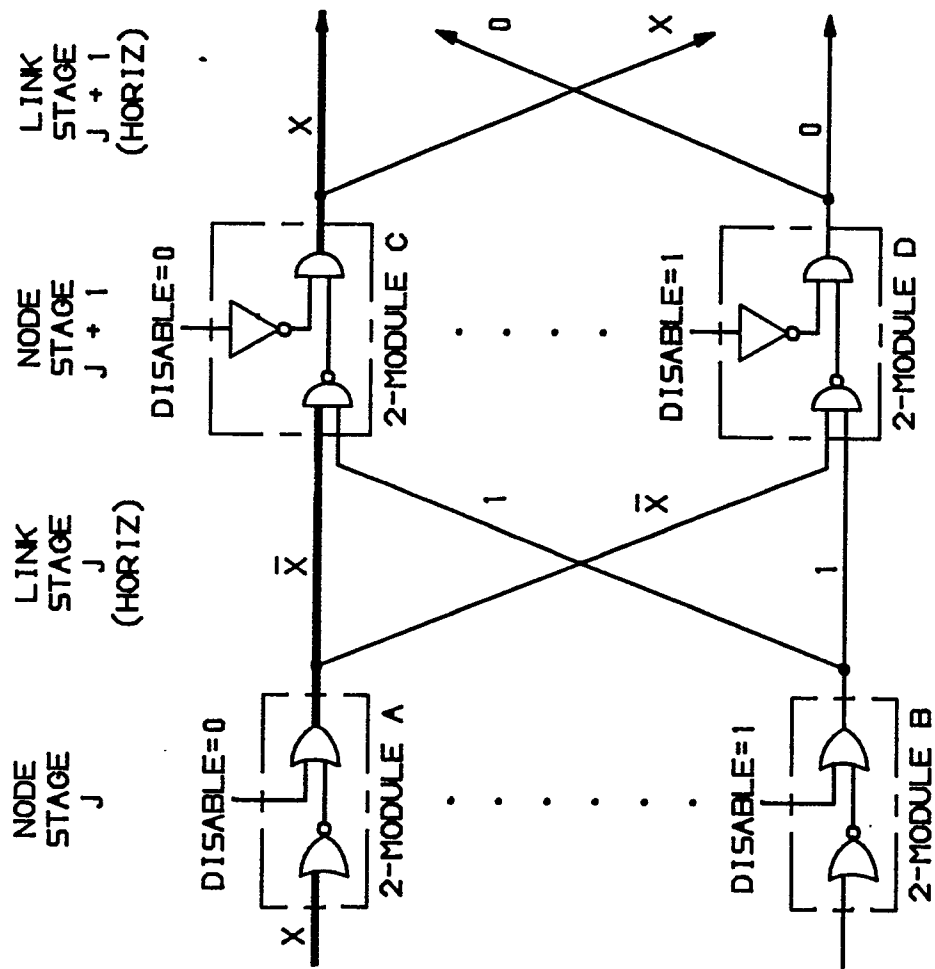 NODE
STAGE
J
LINK
STAGE
J
(HORIZ)
NODE
STAGE
J + 1
LINK
STAGE
J + 1
(HORIZ)
DISABLE=0
DISABLE=0
X
X̅
X
2-MODULE A
2-MODULE C
1
0
X̅
X
DISABLE=1
DISABLE=1
1
0
2-MODULE B
2-MODULE D